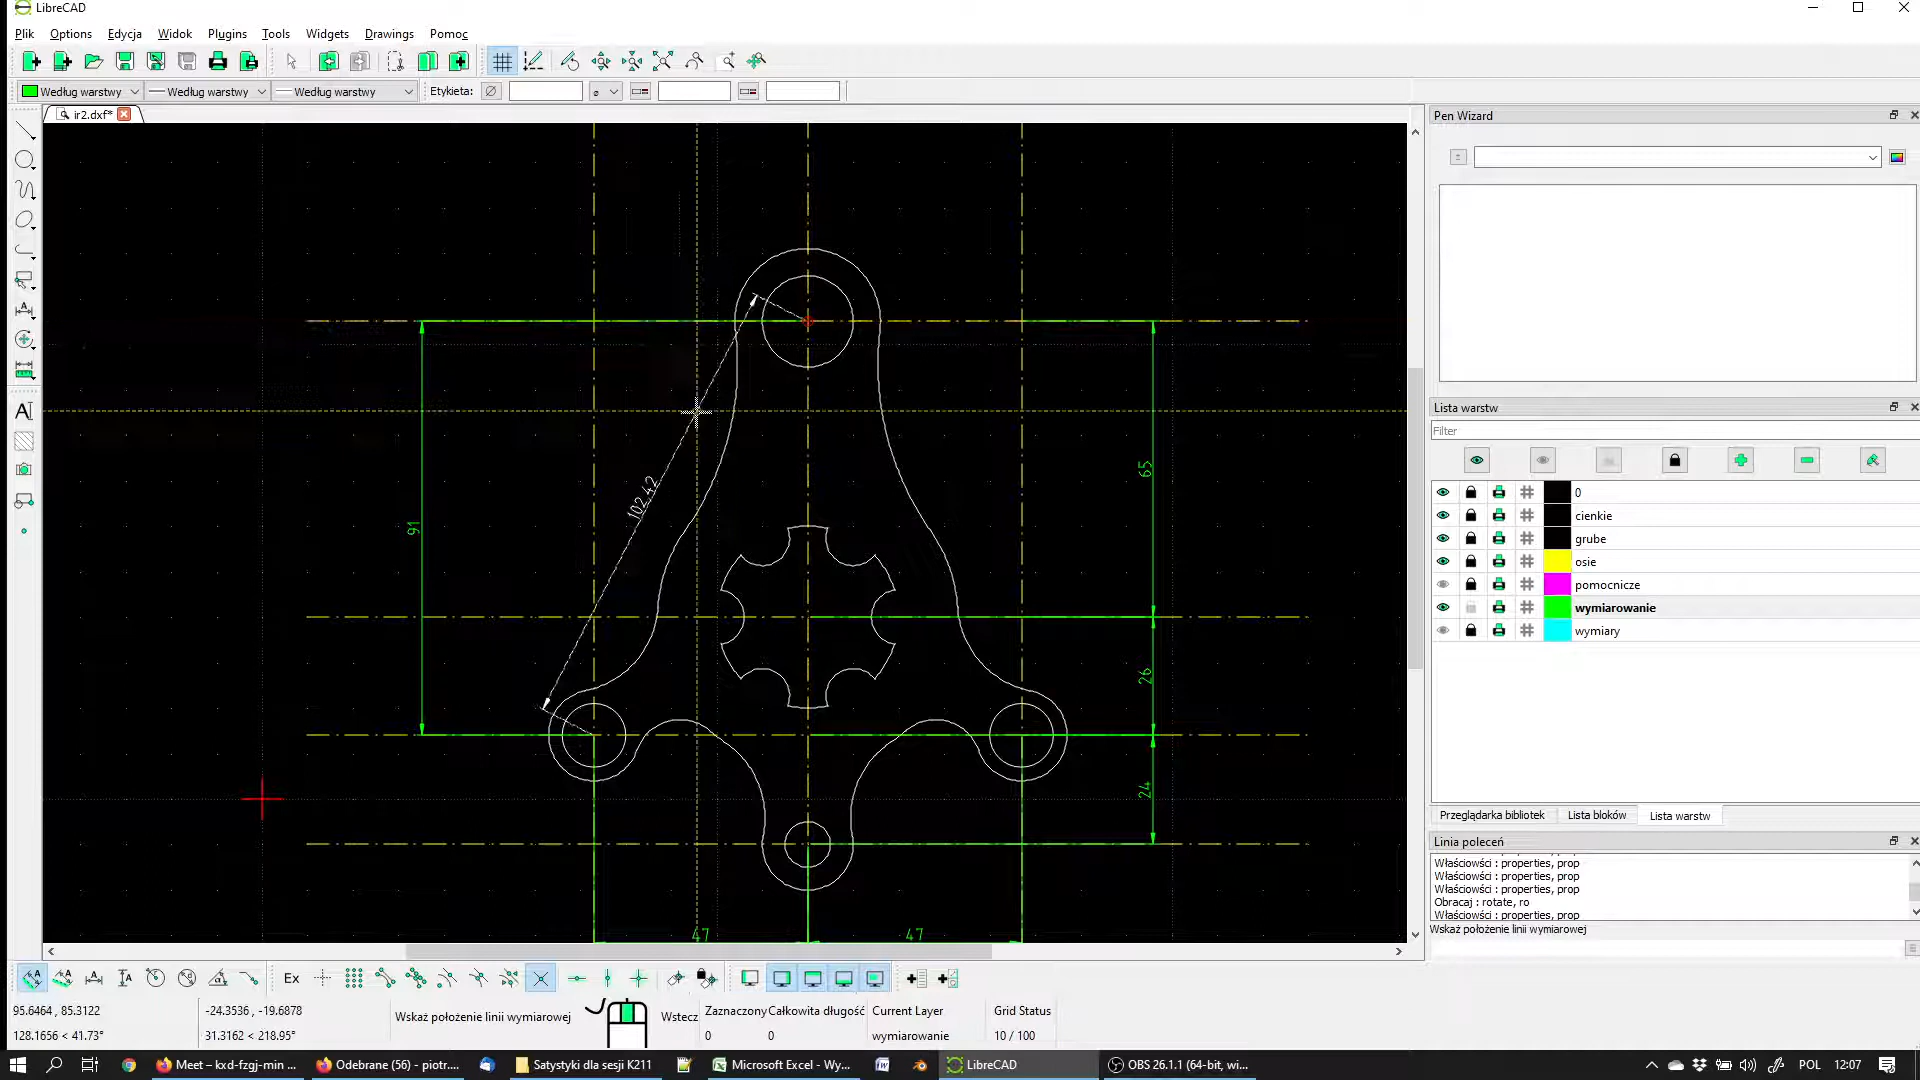 LibreCAD
Plik Options Edycja Widok Plugins Tools Widgets Drawings Pomoc
Według warstwy Według warstwy Według warstwy Etykieta:
ir2.dxf*
Pen Wizard
102.42
91
65
26
24
47 47
Lista warstw
Filter
0
cienkie
grube
osie
pomocnicze
wymiarowanie
wymiary
Przeglądarka bibliotek Lista bloków Lista warstw
Linia poleceń
Właściowści : properties, prop
Właściowści : properties, prop
Właściowści : properties, prop
Obracaj : rotate, ro
Właściowści : properties, prop
Wskaż położenie linii wymiarowej
Ex
95.6464 , 85.3122 -24.3536 , -19.6878 Wskaż położenie linii wymiarowej Wstecz Zaznaczony Całkowita długość Current Layer Grid Status
128.1656 < 41.73° 31.3162 < 218.95° 0 0 wymiarowanie 10 / 100
Meet – kxd-fzgj-min ... Odebrane (56) - piotr.... Satystyki dla sesji K211 Microsoft Excel - Wy... LibreCAD OBS 26.1.1 (64-bit, wi... POL 12:07